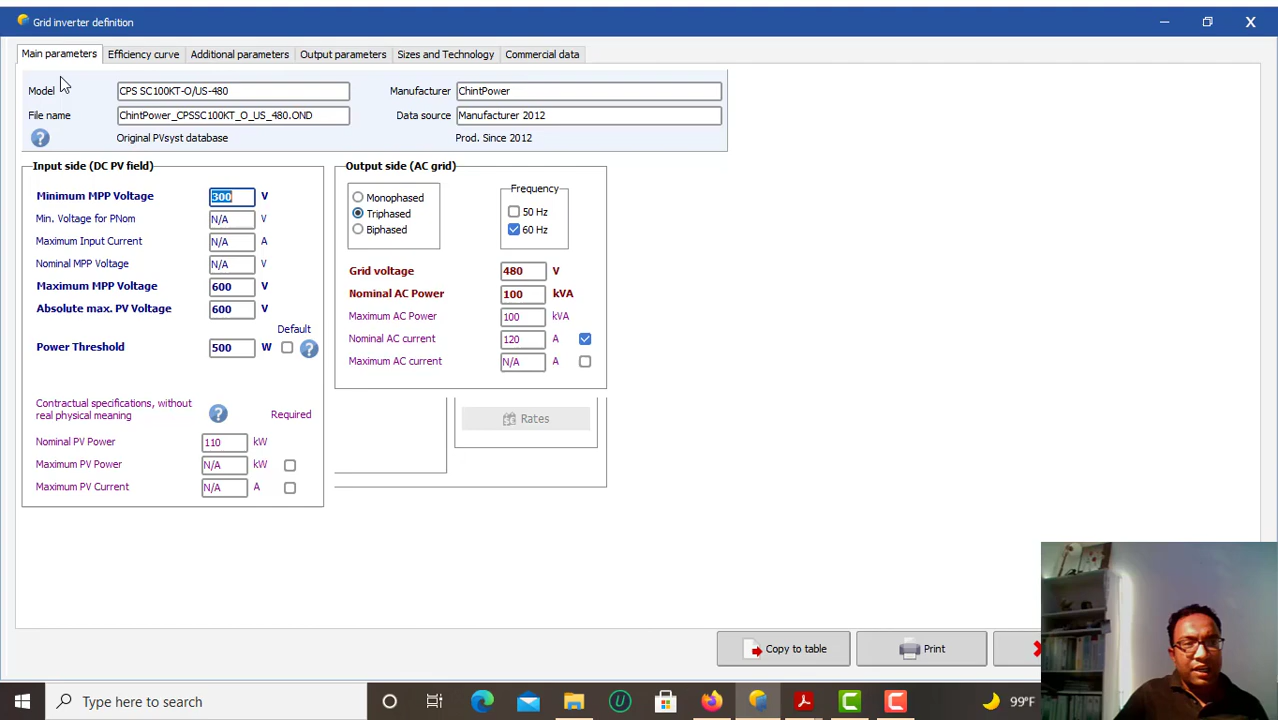 Grid inverter definition
Main parameters Efficiency curve Additional parameters Output parameters Sizes and Technology Commercial data
Model CPS SC100KT-O/US-480 Manufacturer ChintPower
File name ChintPower_CPSSC100KT_O_US_480.OND Data source Manufacturer 2012
? Original PVsyst database Prod. Since 2012
Input side (DC PV field)
Minimum MPP Voltage 300 V
Min. Voltage for PNom N/A V
Maximum Input Current N/A A
Nominal MPP Voltage N/A V
Maximum MPP Voltage 600 V
Absolute max. PV Voltage 600 V
Default
Power Threshold 500 W ?
Contractual specifications, without
real physical meaning ? Required
Nominal PV Power 110 kW
Maximum PV Power N/A kW
Maximum PV Current N/A A
Output side (AC grid)
Monophased
Triphased
Biphased
Frequency
50 Hz
60 Hz
Grid voltage 480 V
Nominal AC Power 100 kVA
Maximum AC Power 100 kVA
Nominal AC current 120 A
Maximum AC current N/A A
Rates
Copy to table Print
Type here to search 99°F